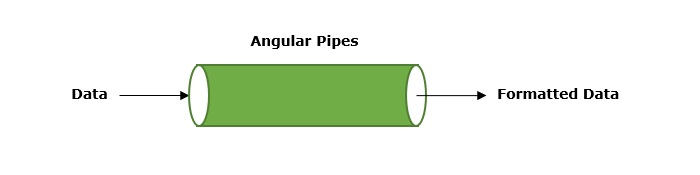 Angular Pipes
Data
Formatted Data